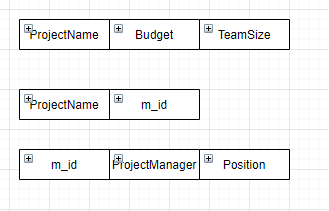 ProjectName Budget TeamSize
ProjectName m_id
m_id ProjectManager Position